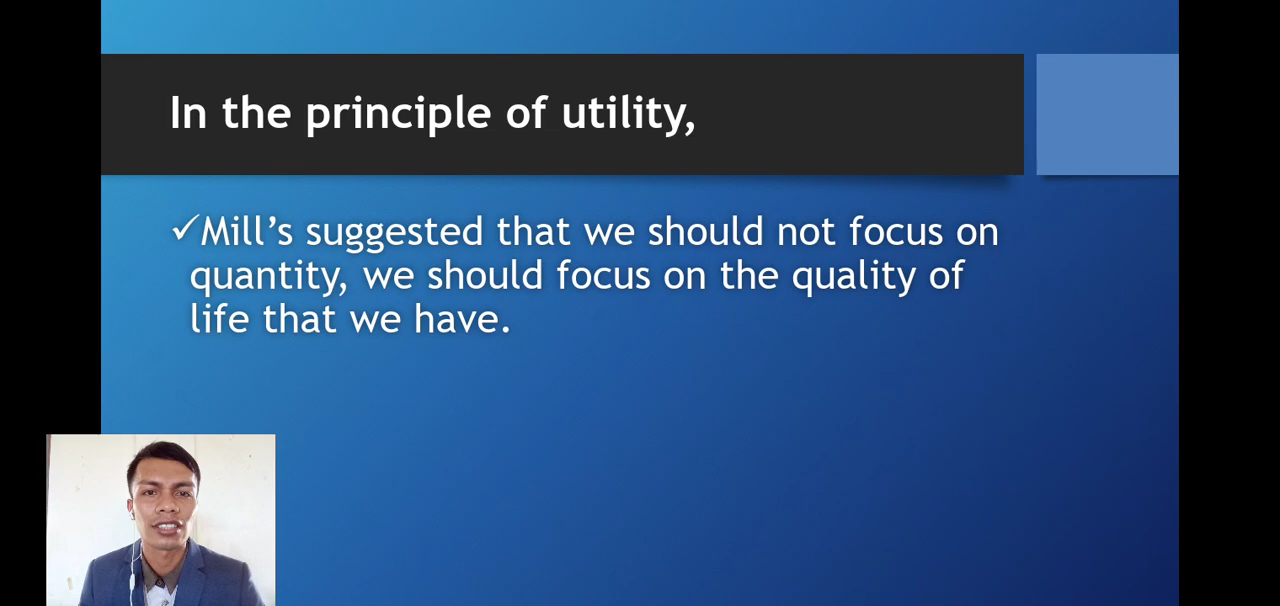 In the principle of utility,
✓Mill’s suggested that we should not focus on
quantity, we should focus on the quality of
life that we have.